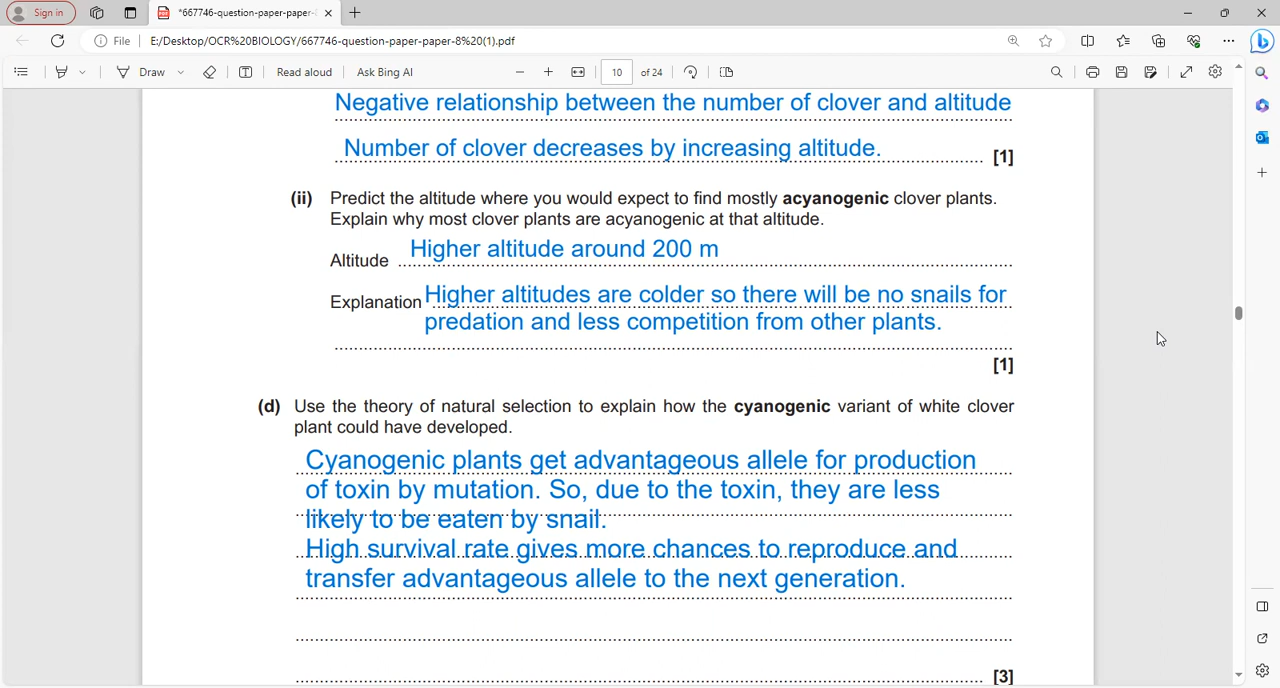 Sign in
*667746-question-paper-paper-
File
E:/Desktop/OCR%20BIOLOGY/667746-question-paper-paper-8%20(1).pdf
Draw
Read aloud
Ask Bing AI
10 of 24
Negative relationship between the number of clover and altitude
Number of clover decreases by increasing altitude. [1]
(ii) Predict the altitude where you would expect to find mostly acyanogenic clover plants.
Explain why most clover plants are acyanogenic at that altitude.
Altitude Higher altitude around 200 m
Explanation Higher altitudes are colder so there will be no snails for
predation and less competition from other plants.
[1]
(d) Use the theory of natural selection to explain how the cyanogenic variant of white clover
plant could have developed.
Cyanogenic plants get advantageous allele for production
of toxin by mutation. So, due to the toxin, they are less
likely to be eaten by snail.
High survival rate gives more chances to reproduce and
transfer advantageous allele to the next generation.
[3]